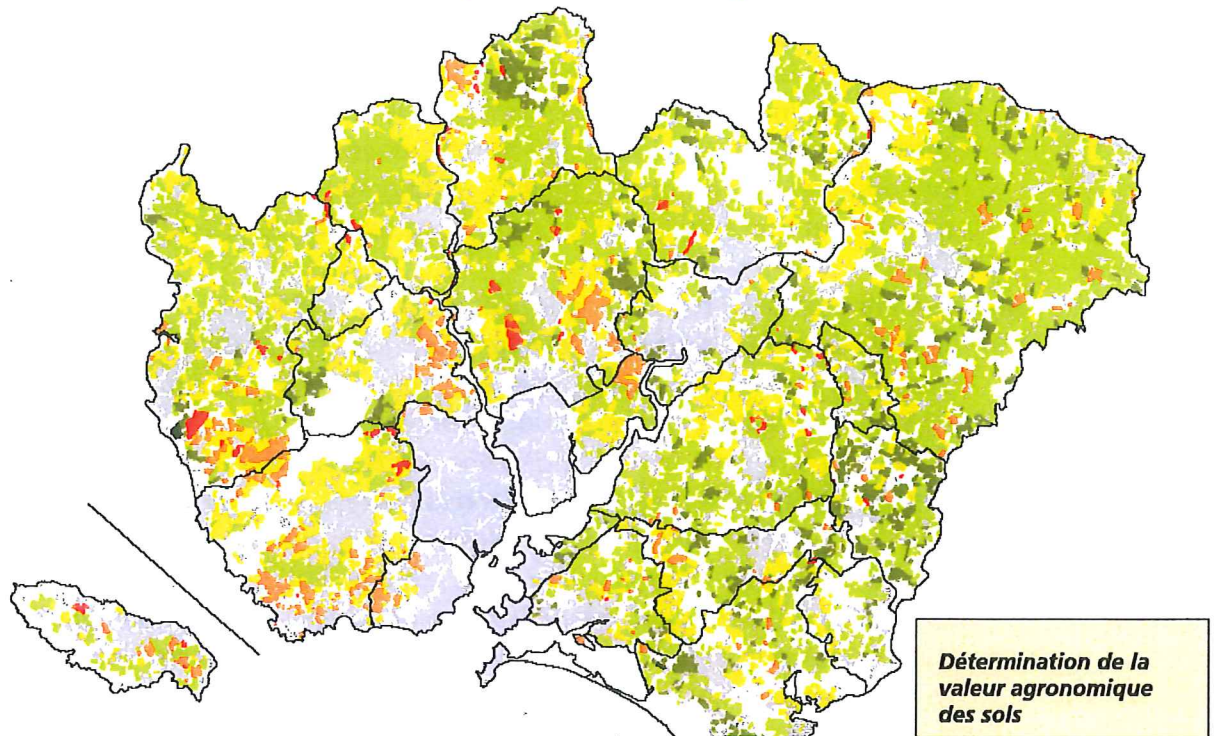 Détermination de la
valeur agronomique
des sols